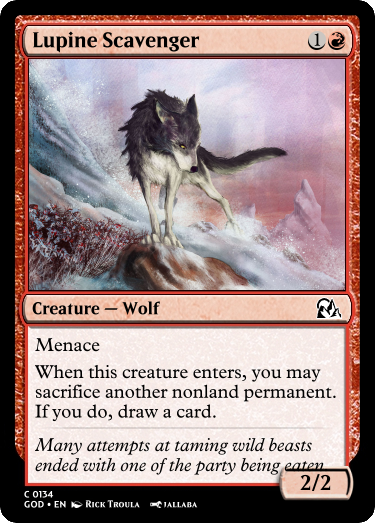 Lupine Scavenger 1
Creature — Wolf
Menace
When this creature enters, you may
sacrifice another nonland permanent.
If you do, draw a card.
Many attempts at taming wild beasts
ended with one of the party being eaten
2/2
C 0134
GOD • EN Rick Troula jallaba